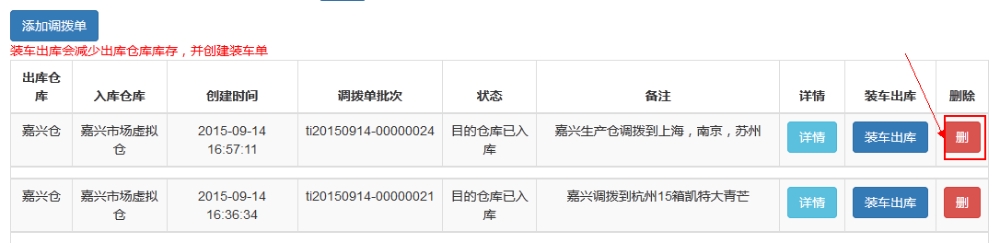 添加调拨单
装车出库会减少出库仓库库存，并创建装车单
出库仓
库 入库仓库 创建时间 调拨单批次 状态 备注 详情 装车出库 删除
嘉兴仓 嘉兴市场虚拟 2015-09-14 ti20150914-00000024 目的仓库已入 嘉兴生产仓调拨到上海，南京，苏州 详情 装车出库 删
仓 16:57:11 库
嘉兴仓 嘉兴市场虚拟 2015-09-14 ti20150914-00000021 目的仓库已入 嘉兴调拨到杭州15箱凯特大青芒 详情 装车出库 删
仓 16:36:34 库